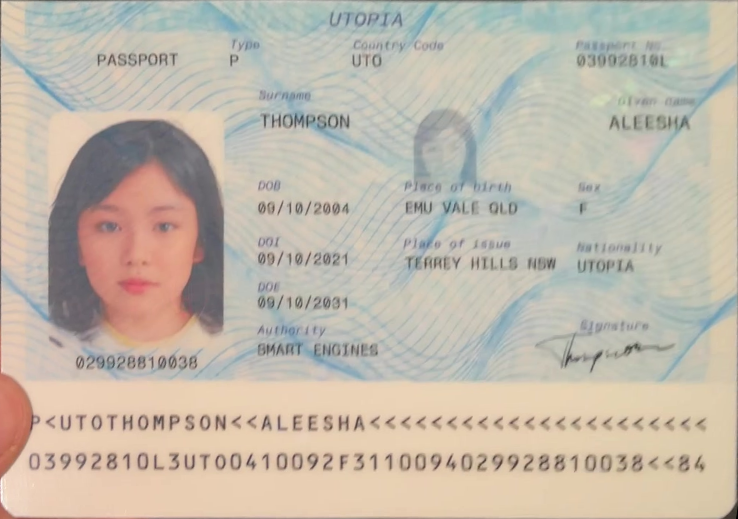 UTOPIA
PASSPORT
Type
P
Country Code
UTO
Passport No.
03992810L
Surname
THOMPSON
Given name
ALEESHA
DOB
09/10/2004
Place of birth
EMU VALE QLD
Sex
F
DOI
09/10/2021
Place of issue
TERREY HILLS NSW
Nationality
UTOPIA
DOE
09/10/2031
Authority
SMART ENGINES
Signature
Thompson
029928810038
P<UTOTHOMPSON<<ALEESHA<<<<<<<<<<<<<<<<<<<<<<
03992810L3UTO0410092F3110094029928810038<<84